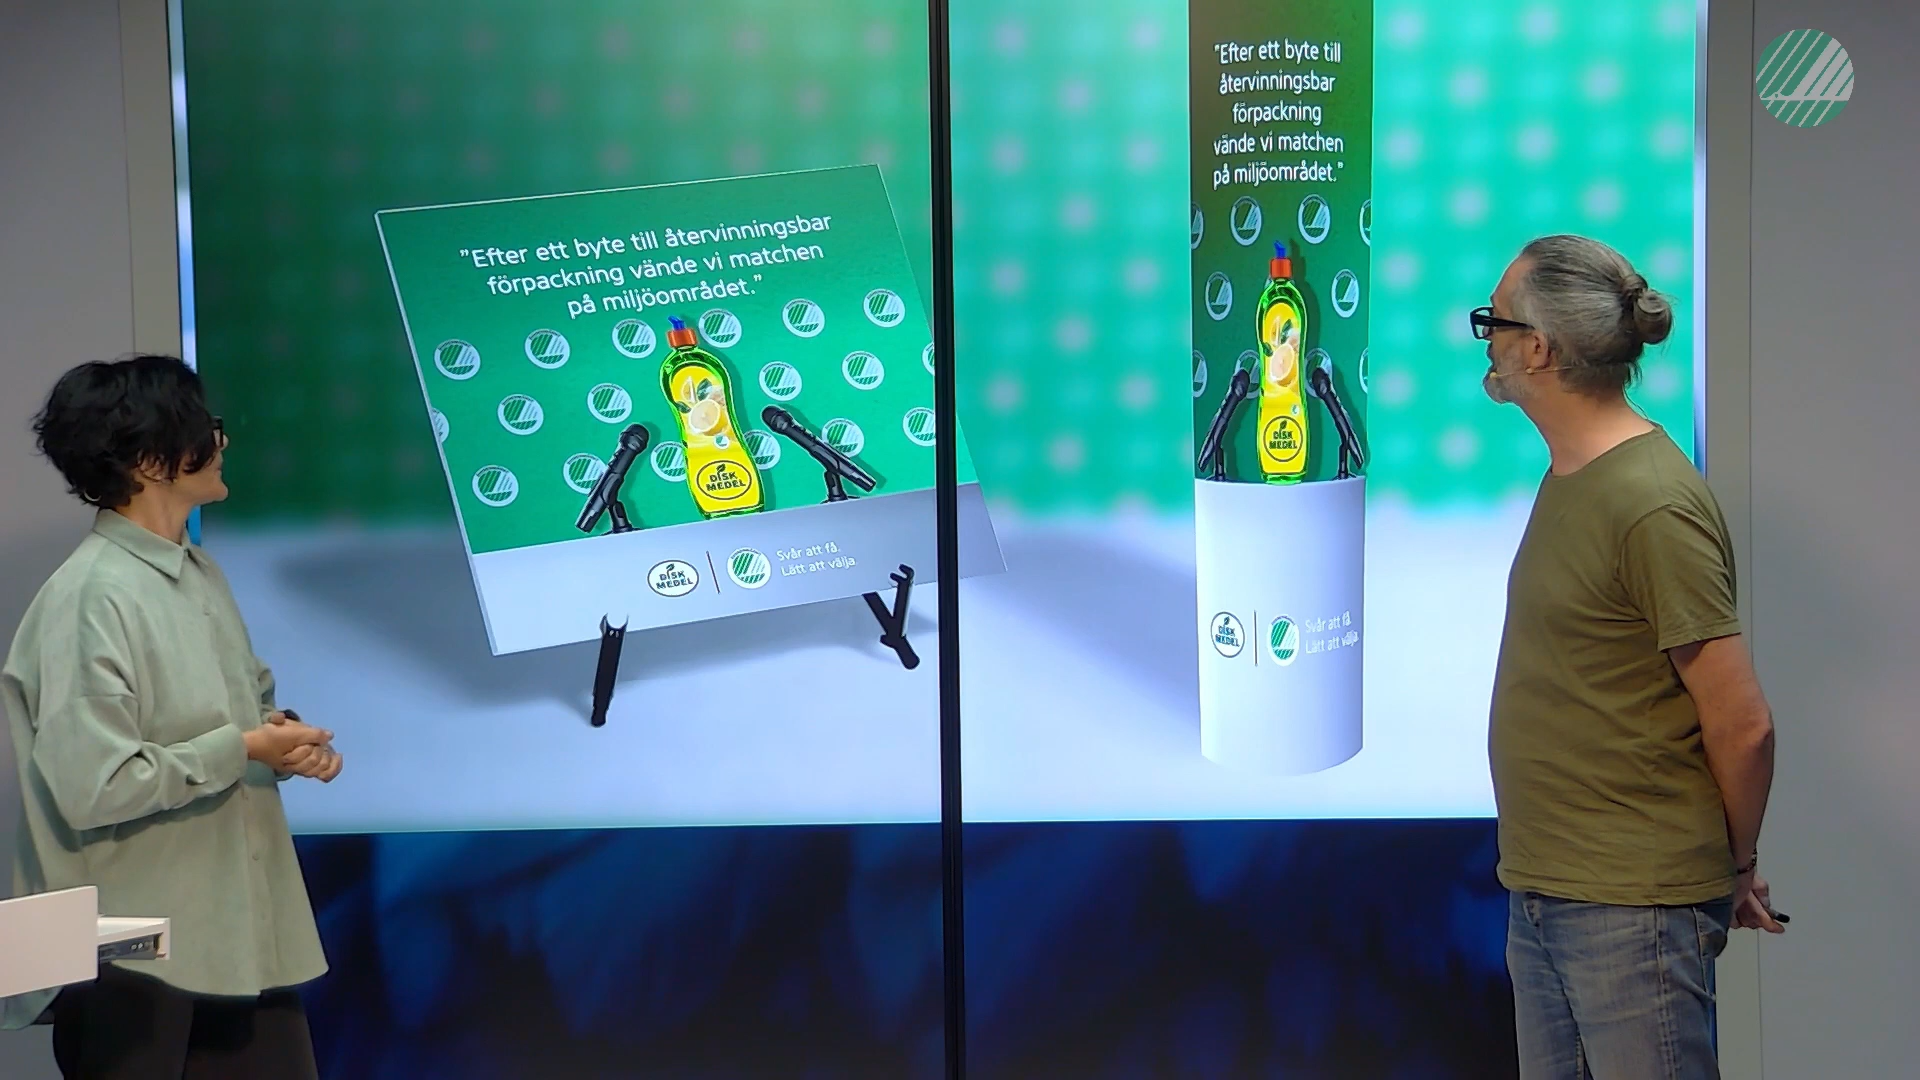 ”Efter ett byte till återvinningsbar
förpackning vände vi matchen
på miljöområdet.”
DISK
MEDEL
DISK
MEDEL
Svår att få.
Lätt att välja.
”Efter ett byte till
återvinningsbar
förpackning
vände vi matchen
på miljöområdet.”
DISK
MEDEL
DISK
MEDEL
Svår att få.
Lätt att välja.